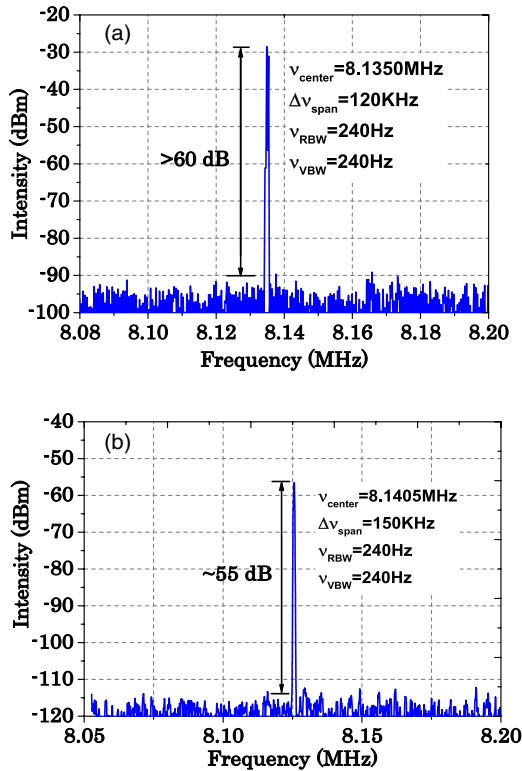 (a)
-20
-30
-40
-50
-60
-70
-80
-90
-100
Intensity (dBm)
>60 dB
νcenter=8.1350MHz
Δνspan=120KHz
νRBW=240Hz
νVBW=240Hz
8.08 8.10 8.12 8.14 8.16 8.18 8.20
Frequency (MHz)
(b)
-40
-50
-60
-70
-80
-90
-100
-110
-120
Intensity (dBm)
~55 dB
νcenter=8.1405MHz
Δνspan=150KHz
νRBW=240Hz
νVBW=240Hz
8.05 8.10 8.15 8.20
Frequency (MHz)